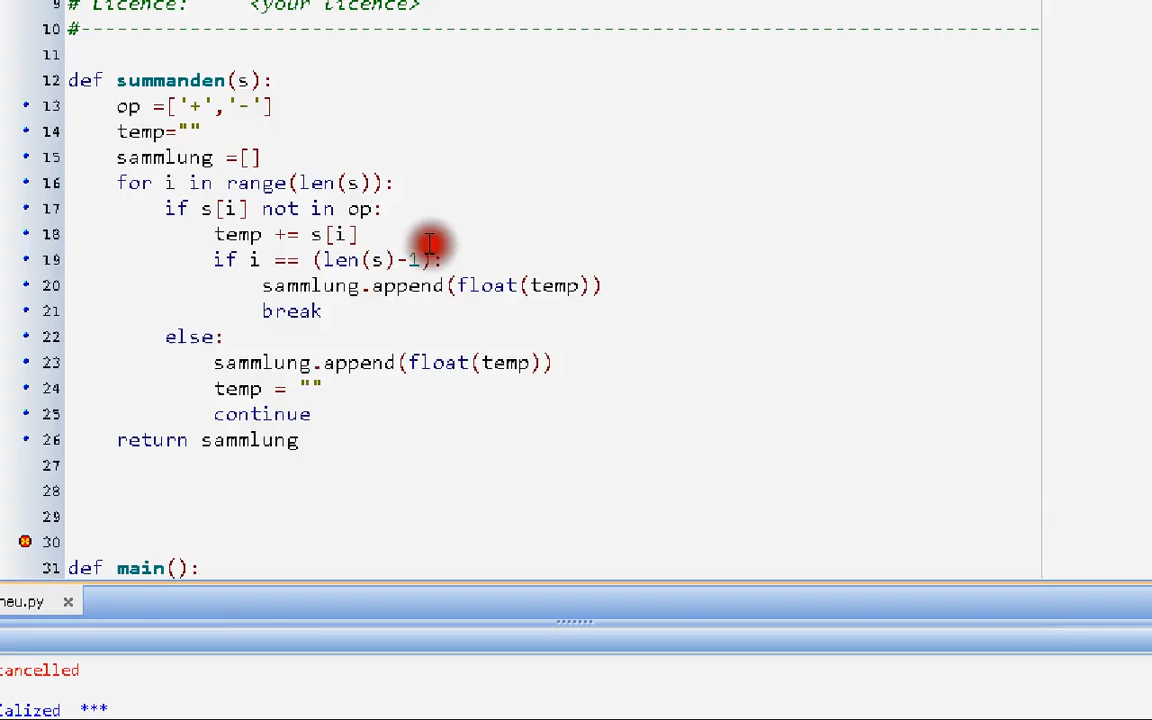 9 # Licence: <your licence>
10 #-------------------------------------------------------------------------------
11
12 def summanden(s):
13 op =['+','-']
14 temp=""
15 sammlung =[]
16 for i in range(len(s)):
17 if s[i] not in op:
18 temp += s[i]
19 if i == (len(s)-1):
20 sammlung.append(float(temp))
21 break
22 else:
23 sammlung.append(float(temp))
24 temp = ""
25 continue
26 return sammlung
27
28
29
30
31 def main():
neu.py
cancelled
ialized ***